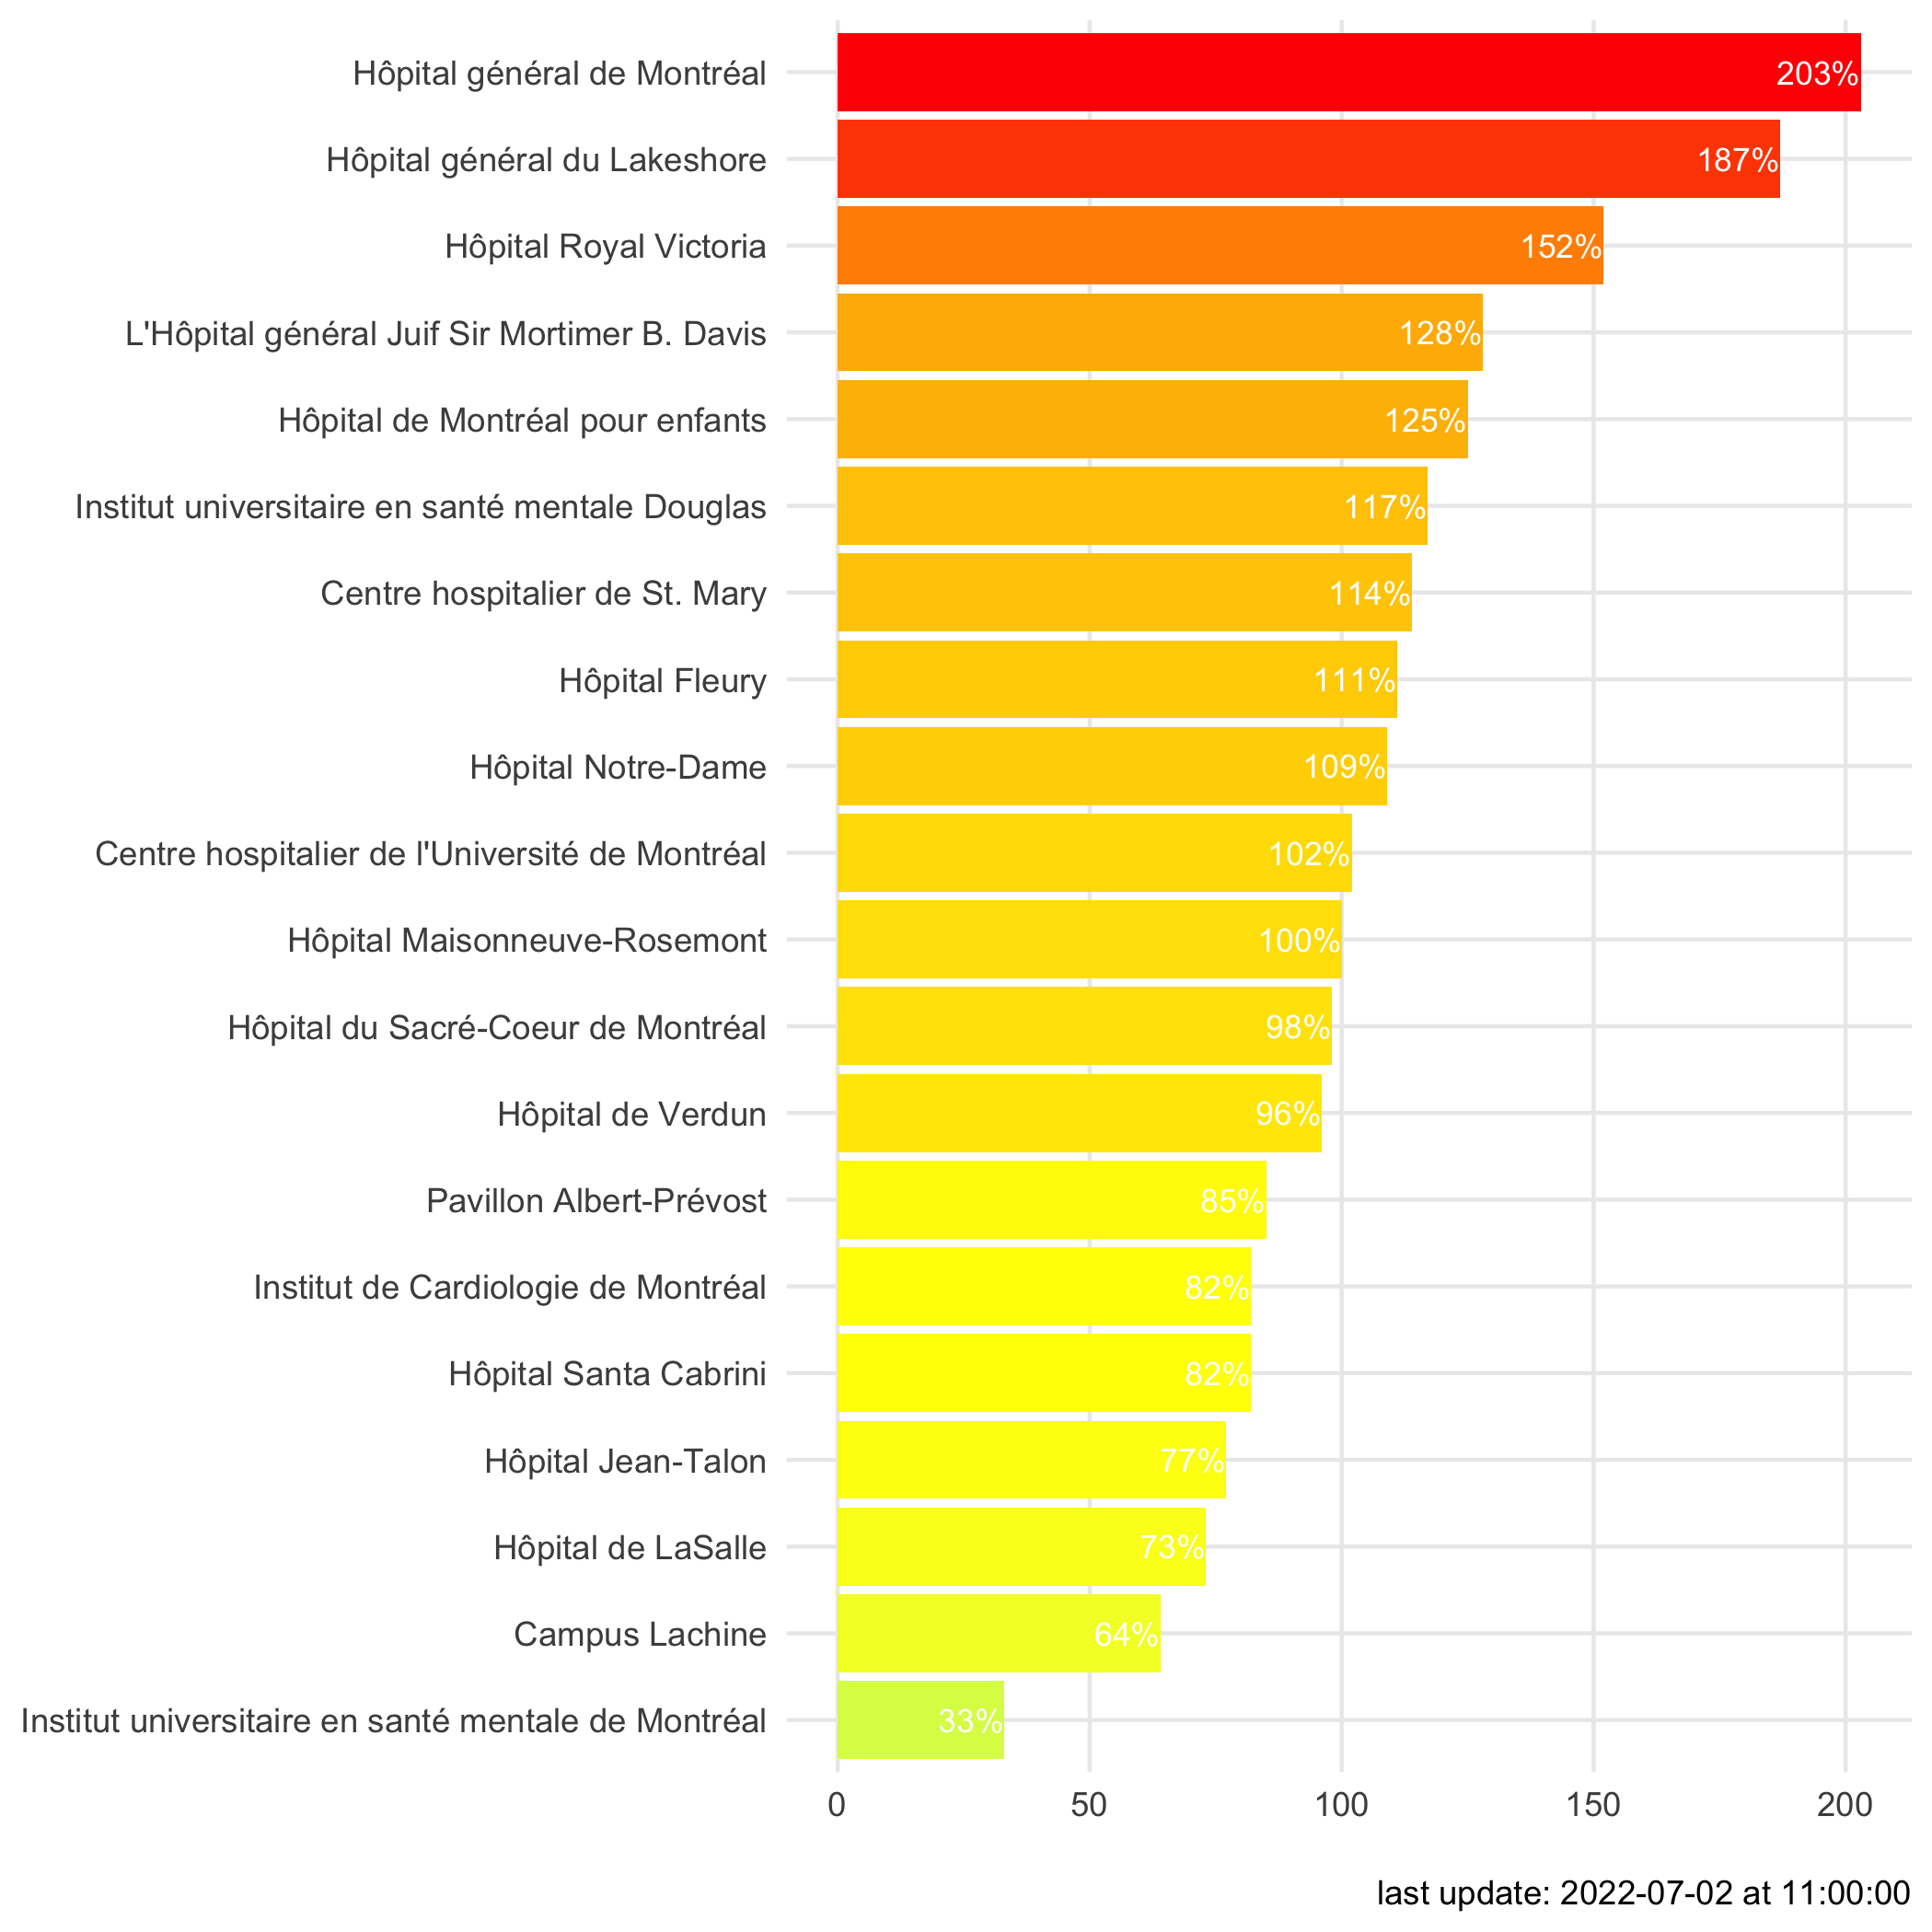 Hôpital général de Montréal 203%
Hôpital général du Lakeshore 187%
Hôpital Royal Victoria 152%
L'Hôpital général Juif Sir Mortimer B. Davis 128%
Hôpital de Montréal pour enfants 125%
Institut universitaire en santé mentale Douglas 117%
Centre hospitalier de St. Mary 114%
Hôpital Fleury 111%
Hôpital Notre-Dame 109%
Centre hospitalier de l'Université de Montréal 102%
Hôpital Maisonneuve-Rosemont 100%
Hôpital du Sacré-Coeur de Montréal 98%
Hôpital de Verdun 96%
Pavillon Albert-Prévost 85%
Institut de Cardiologie de Montréal 82%
Hôpital Santa Cabrini 82%
Hôpital Jean-Talon 77%
Hôpital de LaSalle 73%
Campus Lachine 64%
Institut universitaire en santé mentale de Montréal 33%
0 50 100 150 200
last update: 2022-07-02 at 11:00:00